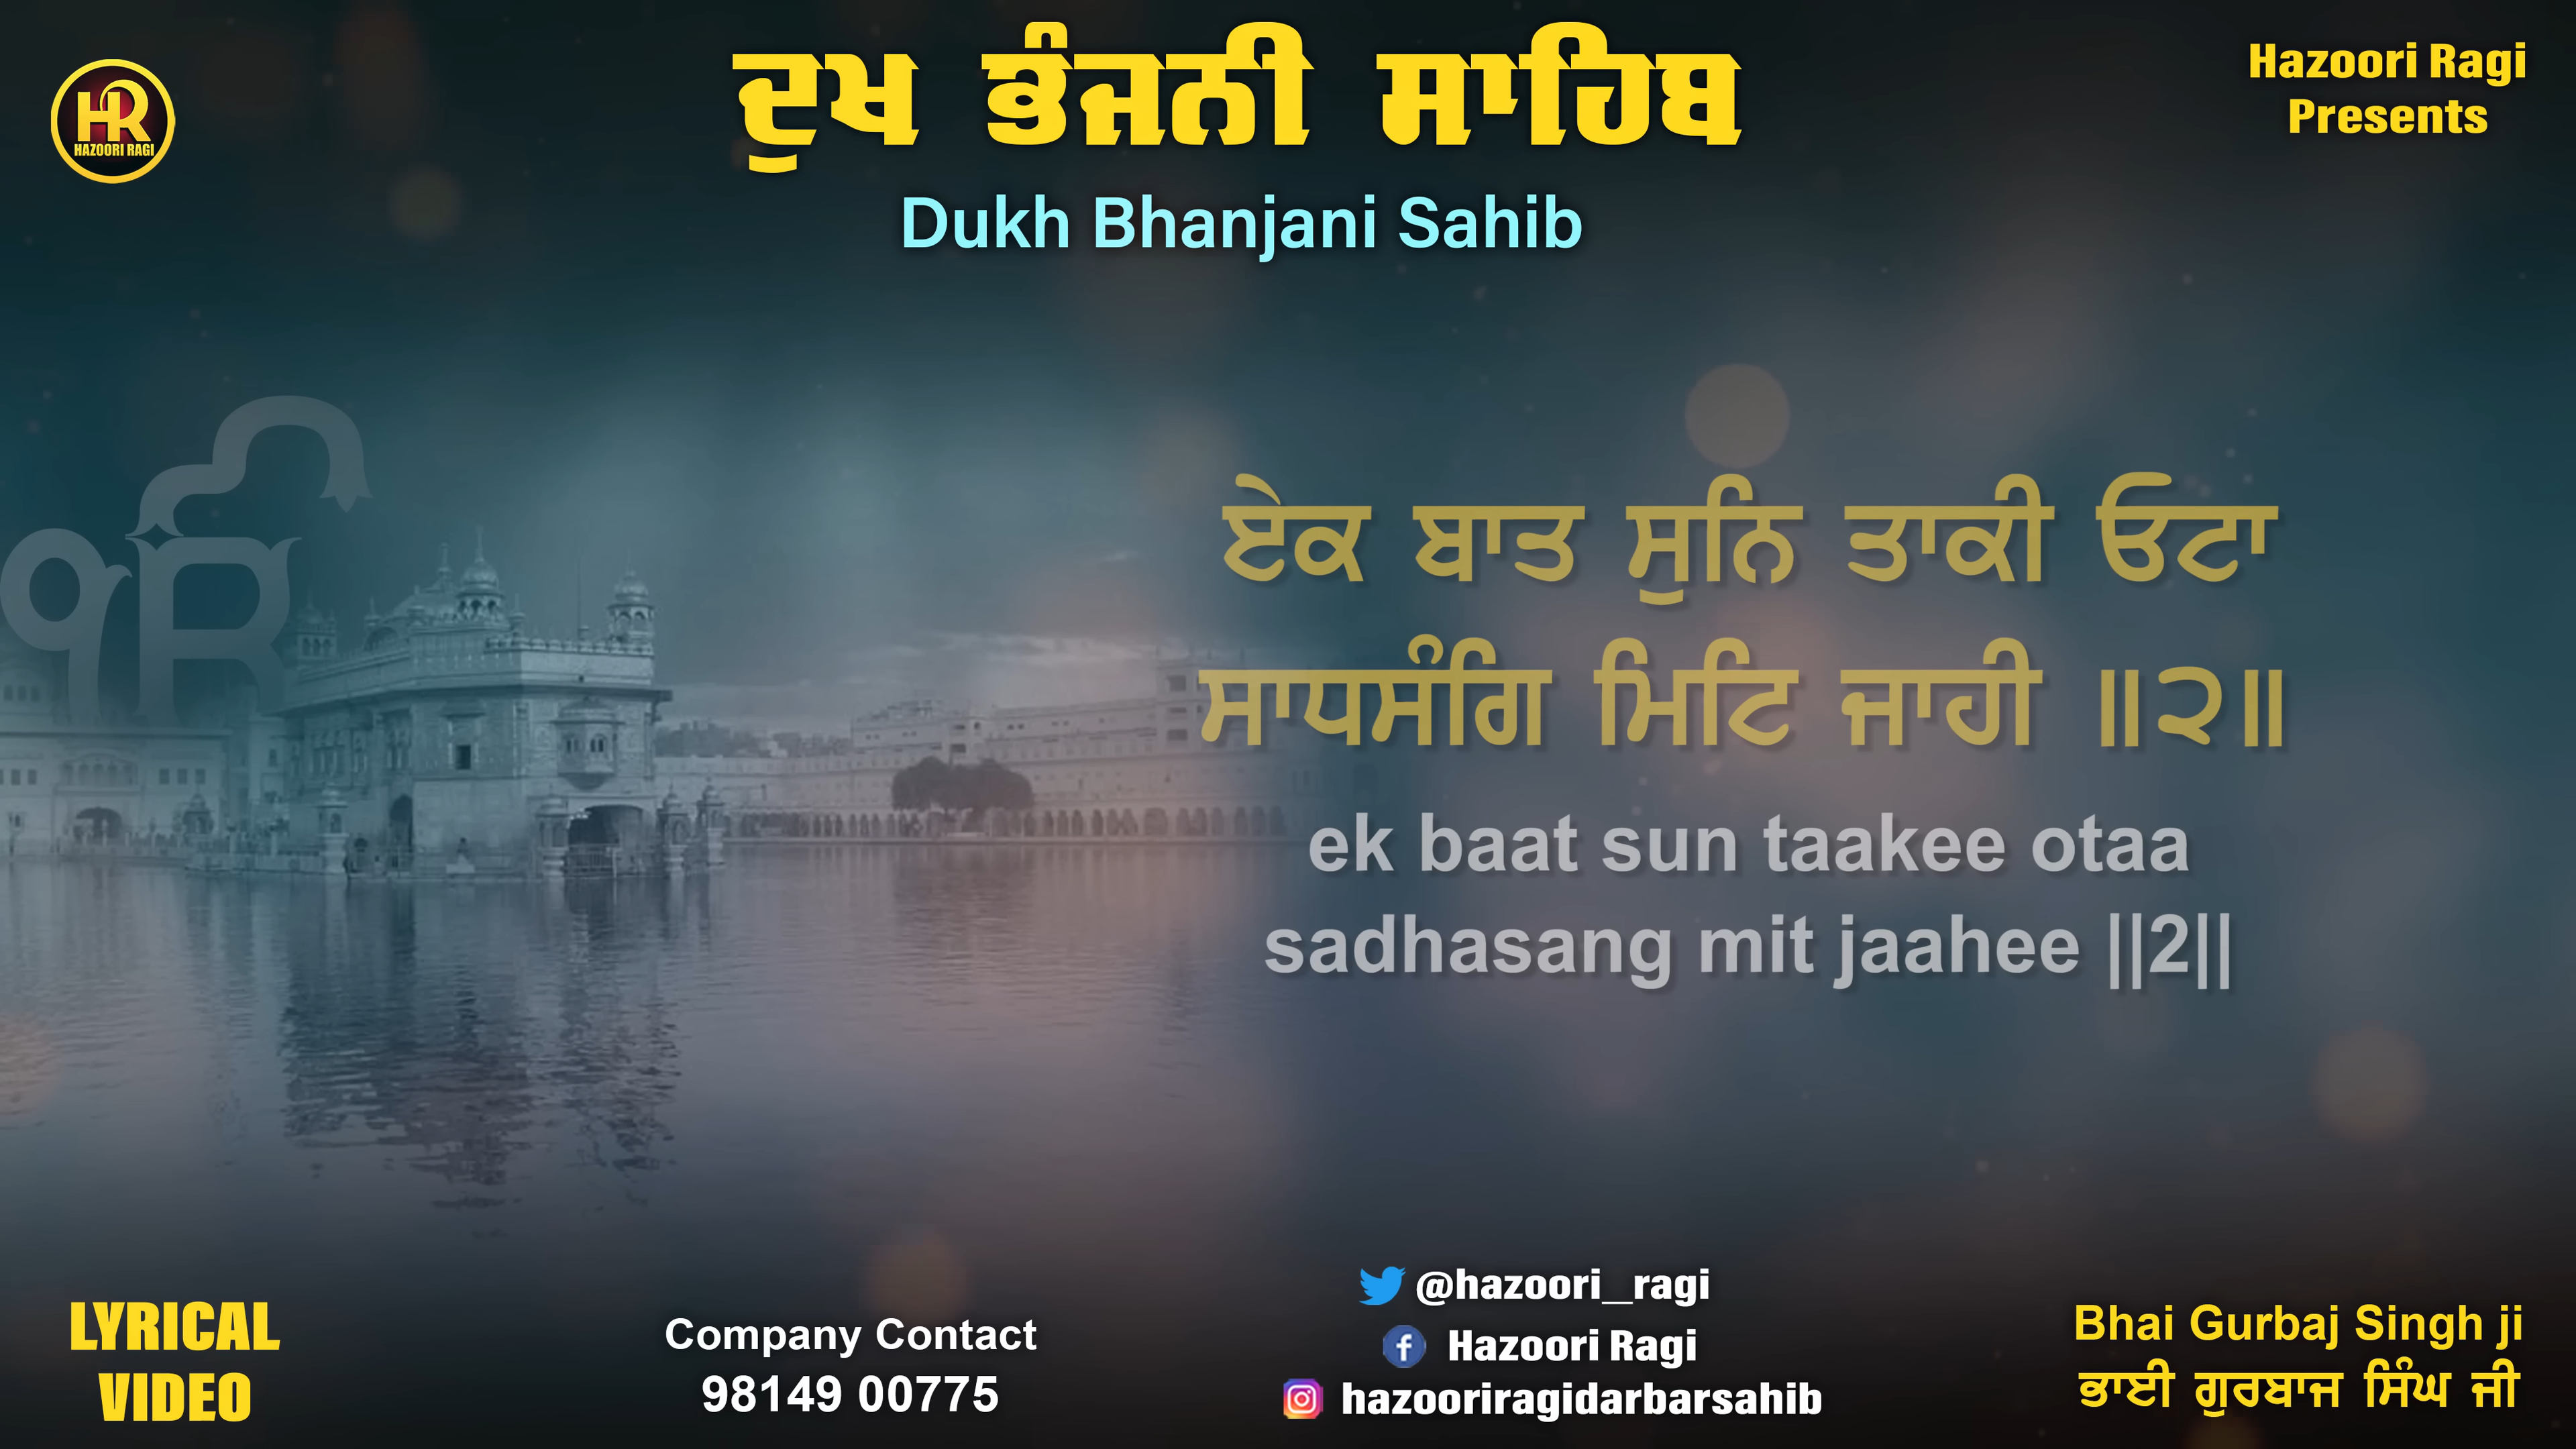 HR
HAZOORI RAGI
ਦੁਖ ਭੰਜਨੀ ਸਾਹਿਬ
Dukh Bhanjani Sahib
Hazoori Ragi
Presents
ੴ
ਏਕ ਬਾਤ ਸੁਨਿ ਤਾਕੀ ਓਟਾ
ਸਾਧਸੰਗਿ ਮਿਟਿ ਜਾਹੀ ॥੨॥
ek baat sun taakee otaa
sadhasang mit jaahee ||2||
LYRICAL
VIDEO
Company Contact
98149 00775
@hazoori_ragi
Hazoori Ragi
hazooriragidarbarsahib
Bhai Gurbaj Singh ji
ਭਾਈ ਗੁਰਬਾਜ ਸਿੰਘ ਜੀ